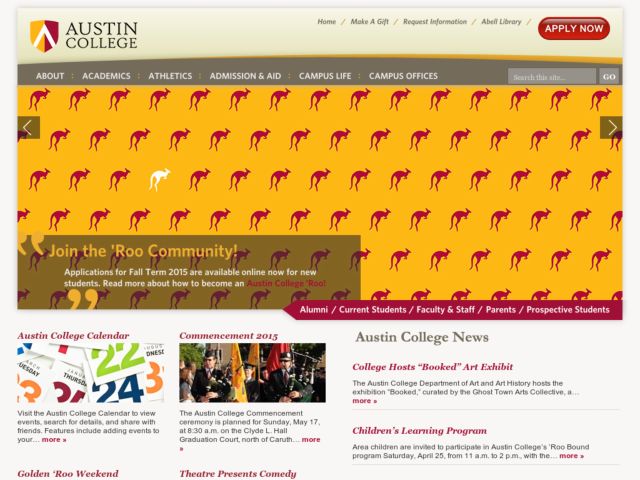 AUSTIN
COLLEGE
Home / Make A Gift / Request Information / Abell Library /
APPLY NOW
ABOUT : ACADEMICS : ATHLETICS : ADMISSION & AID : CAMPUS LIFE : CAMPUS OFFICES
Search this site...
GO
Join the 'Roo Community!
Applications for Fall Term 2015 are available online now for new
students. Read more about how to become an Austin College 'Roo!
Alumni / Current Students / Faculty & Staff / Parents / Prospective Students
Austin College Calendar
THURSDAY
22
23
24
Visit the Austin College Calendar to view
events, search for details, and share with
friends. Features include adding events to
your… more »
Golden ‘Roo Weekend
Commencement 2015
The Austin College Commencement
ceremony is planned for Sunday, May 17,
at 8:30 a.m. on the Clyde L. Hall
Graduation Court, north of Caruth… more
»
Theatre Presents Comedy
Austin College News
College Hosts “Booked” Art Exhibit
The Austin College Department of Art and Art History hosts the
exhibition “Booked,” curated by the Ghost Town Arts Collective, a…
more »
Children’s Learning Program
Area children are invited to participate in Austin College’s ’Roo Bound
program Saturday, April 25, from 11 a.m. to 2 p.m., with the… more »